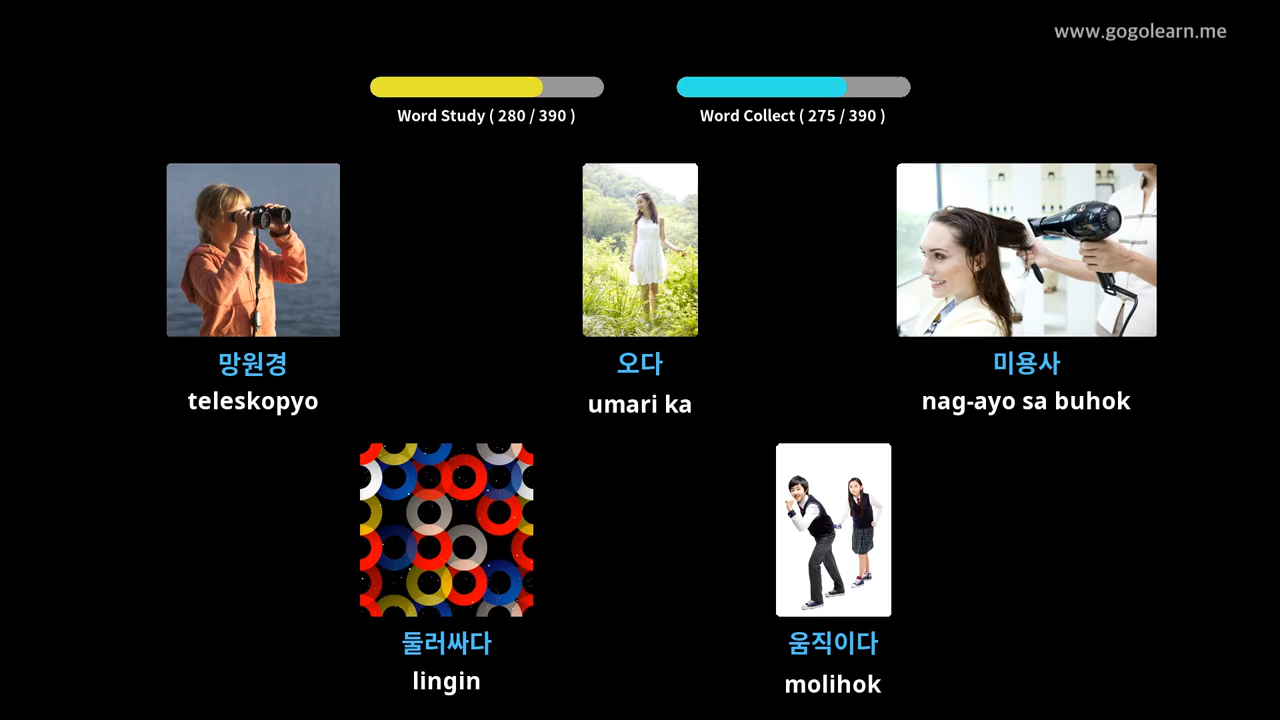 www.gogolearn.me
Word Study ( 280 / 390 )
Word Collect ( 275 / 390 )
망원경
teleskopyo
오다
umari ka
미용사
nag-ayo sa buhok
둘러싸다
lingin
움직이다
molihok